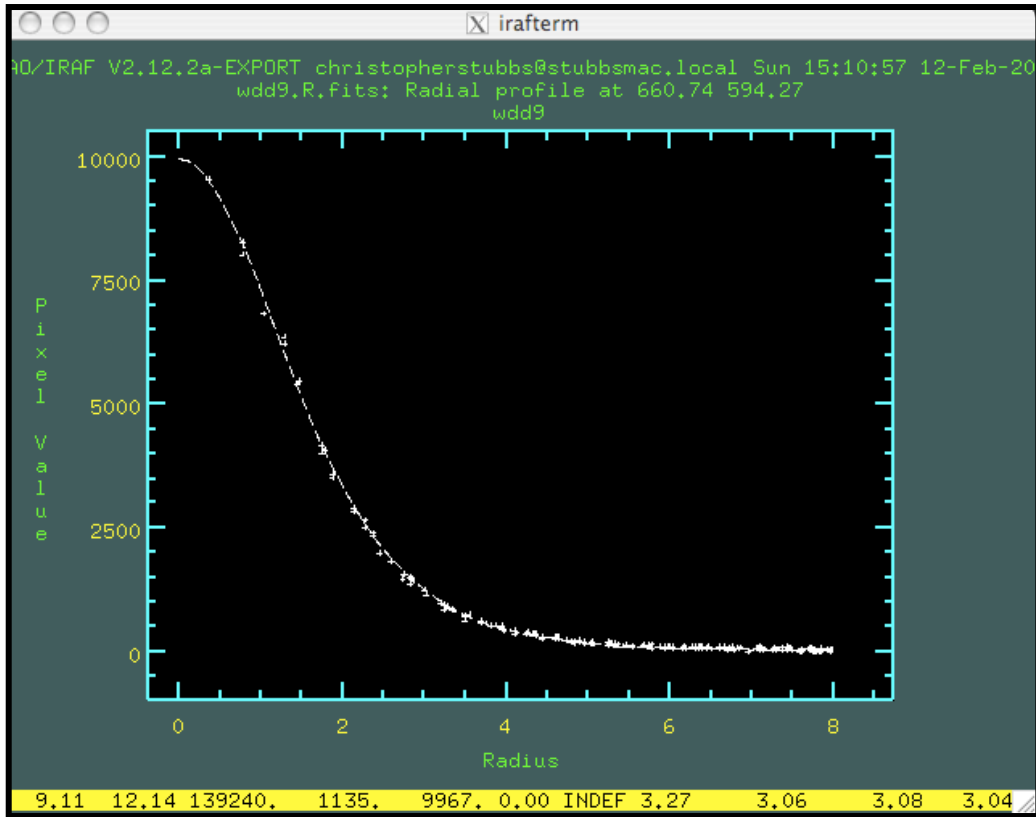 X irafterm
AO/IRAF V2.12.2a-EXPORT christopherstubbs@stubbsmac.local Sun 15:10:57 12-Feb-20
wdd9.R.fits: Radial profile at 660.74 594.27
wdd9
10000
7500
5000
2500
0
Pixel Value
0 2 4 6 8
Radius
9.11 12.14 139240. 1135. 9967. 0.00 INDEF 3.27 3.06 3.08 3.04